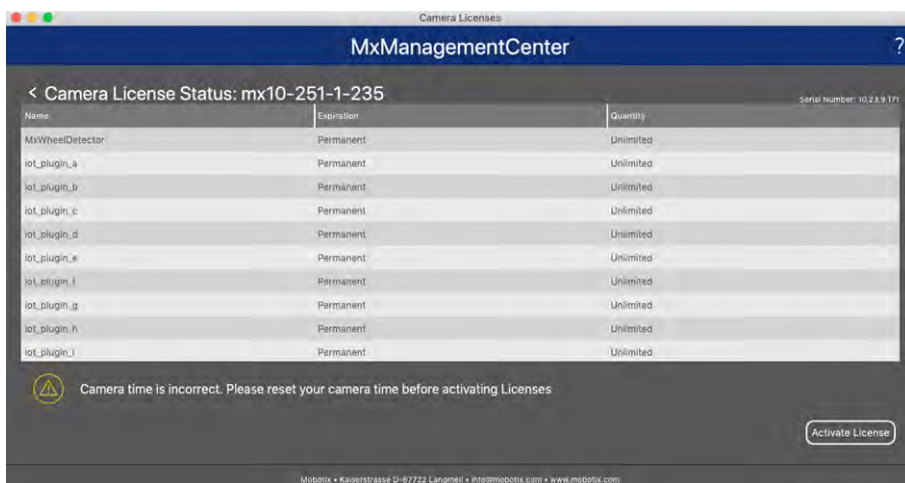 Camera Licenses
MxManagementCenter ?
< Camera License Status: mx10-251-1-235
Serial Number: 10.23.9.171
Name Expiration Quantity
MxWheelDetector Permanent Unlimited
iot_plugin_a Permanent Unlimited
iot_plugin_b Permanent Unlimited
iot_plugin_c Permanent Unlimited
iot_plugin_d Permanent Unlimited
iot_plugin_e Permanent Unlimited
iot_plugin_f Permanent Unlimited
iot_plugin_g Permanent Unlimited
iot_plugin_h Permanent Unlimited
iot_plugin_i Permanent Unlimited
Camera time is incorrect. Please reset your camera time before activating Licenses
Activate License
Mobotix • Kaiserstrasse D-67722 Langmeil • info@mobotix.com • www.mobotix.com